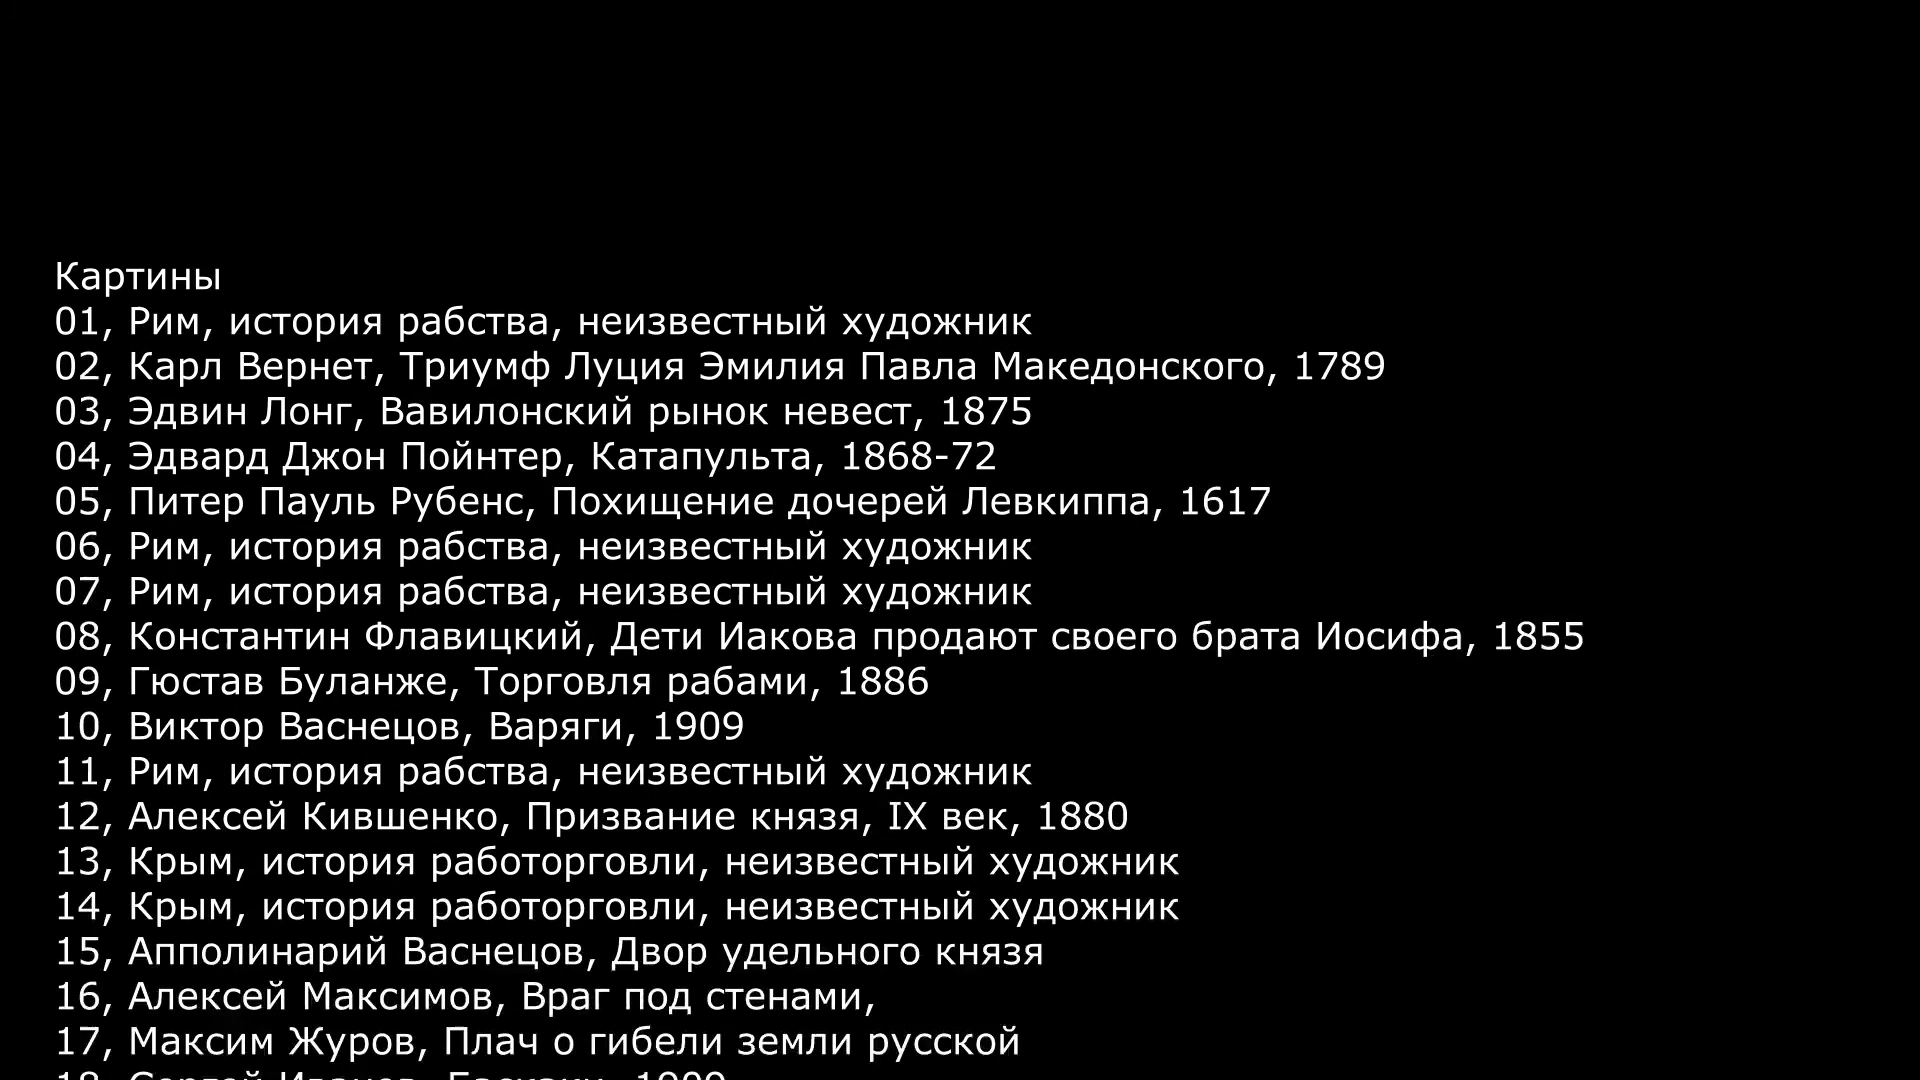 Картины
01, Рим, история рабства, неизвестный художник
02, Карл Вернет, Триумф Луция Эмилия Павла Македонского, 1789
03, Эдвин Лонг, Вавилонский рынок невест, 1875
04, Эдвард Джон Пойнтер, Катапульта, 1868-72
05, Питер Пауль Рубенс, Похищение дочерей Левкиппа, 1617
06, Рим, история рабства, неизвестный художник
07, Рим, история рабства, неизвестный художник
08, Константин Флавицкий, Дети Иакова продают своего брата Иосифа, 1855
09, Гюстав Буланже, Торговля рабами, 1886
10, Виктор Васнецов, Варяги, 1909
11, Рим, история рабства, неизвестный художник
12, Алексей Кившенко, Призвание князя, IX век, 1880
13, Крым, история работорговли, неизвестный художник
14, Крым, история работорговли, неизвестный художник
15, Апполинарий Васнецов, Двор удельного князя
16, Алексей Максимов, Враг под стенами,
17, Максим Журов, Плач о гибели земли русской